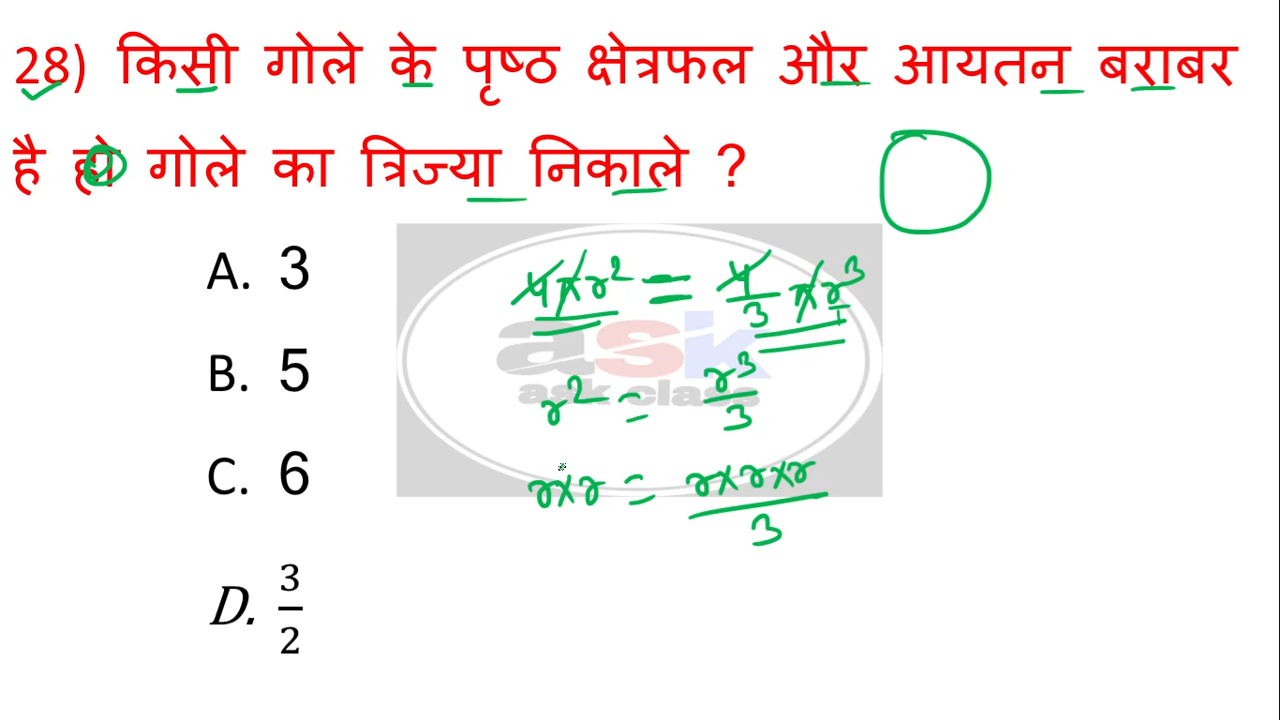 28) किसी गोले के पृष्ठ क्षेत्रफल और आयतन बराबर
है हो गोले का त्रिज्या निकाले ?
A. 3
B. 5
C. 6
D. 3/2
4πr² = 4/3 πr³/1
r² = r³/3
r×r = r×r×r/3
ask
ask class